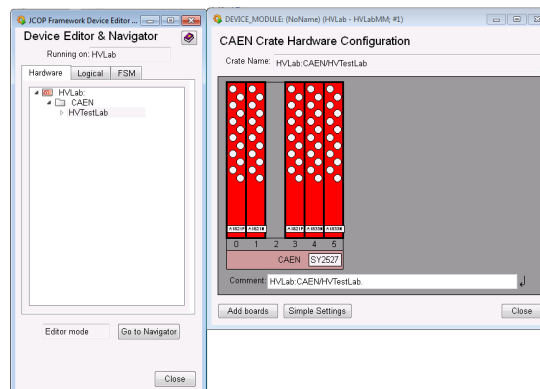 JCOP Framework Device Editor ...
Device Editor & Navigator
Running on: HVLab
Hardware Logical FSM
HVLab:
CAEN
HVTestLab
Editor mode Go to Navigator
Close
DEVICE_MODULE: (NoName) (HVLab - HVLabMM; #1)
CAEN Crate Hardware Configuration
Crate Name: HVLab:CAEN/HVTestLab
0 1 2 3 4 5
CAEN SY2527
Comment: HVLab:CAEN/HVTestLab.
Add boards Simple Settings Close